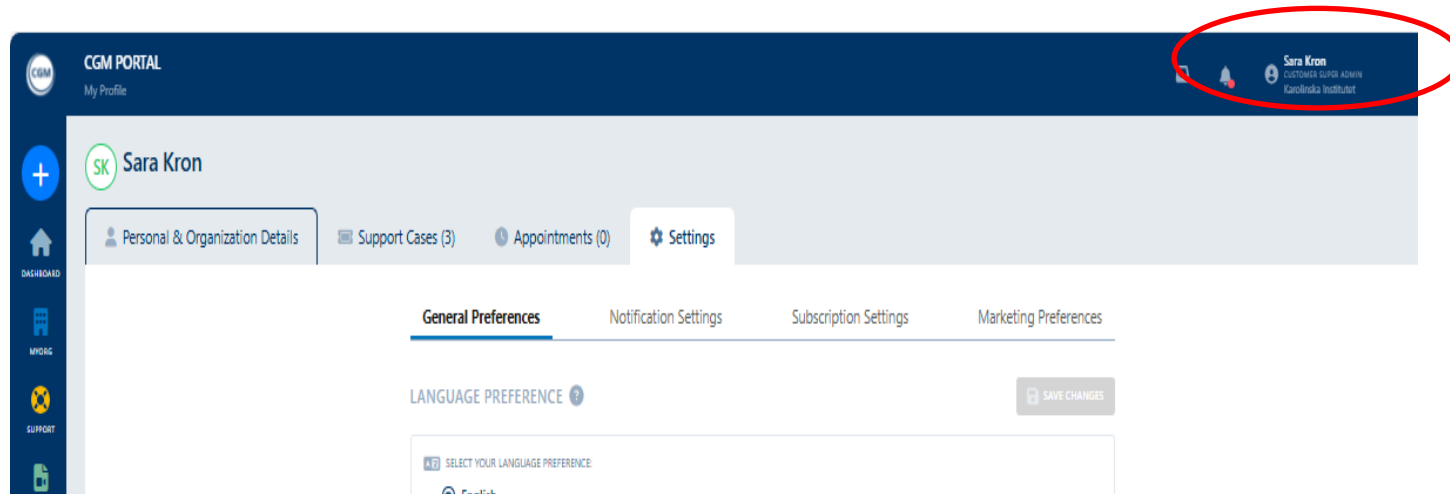 CGM
CGM PORTAL
My Profile
Sara Kron
CUSTOMER SUPER ADMIN
Karolinska Institutet
SK Sara Kron
Personal & Organization Details
Support Cases (3)
Appointments (0)
Settings
DASHBOARD
MYORG
SUPPORT
General Preferences
Notification Settings
Subscription Settings
Marketing Preferences
LANGUAGE PREFERENCE ?
SAVE CHANGES
SELECT YOUR LANGUAGE PREFERENCE:
English